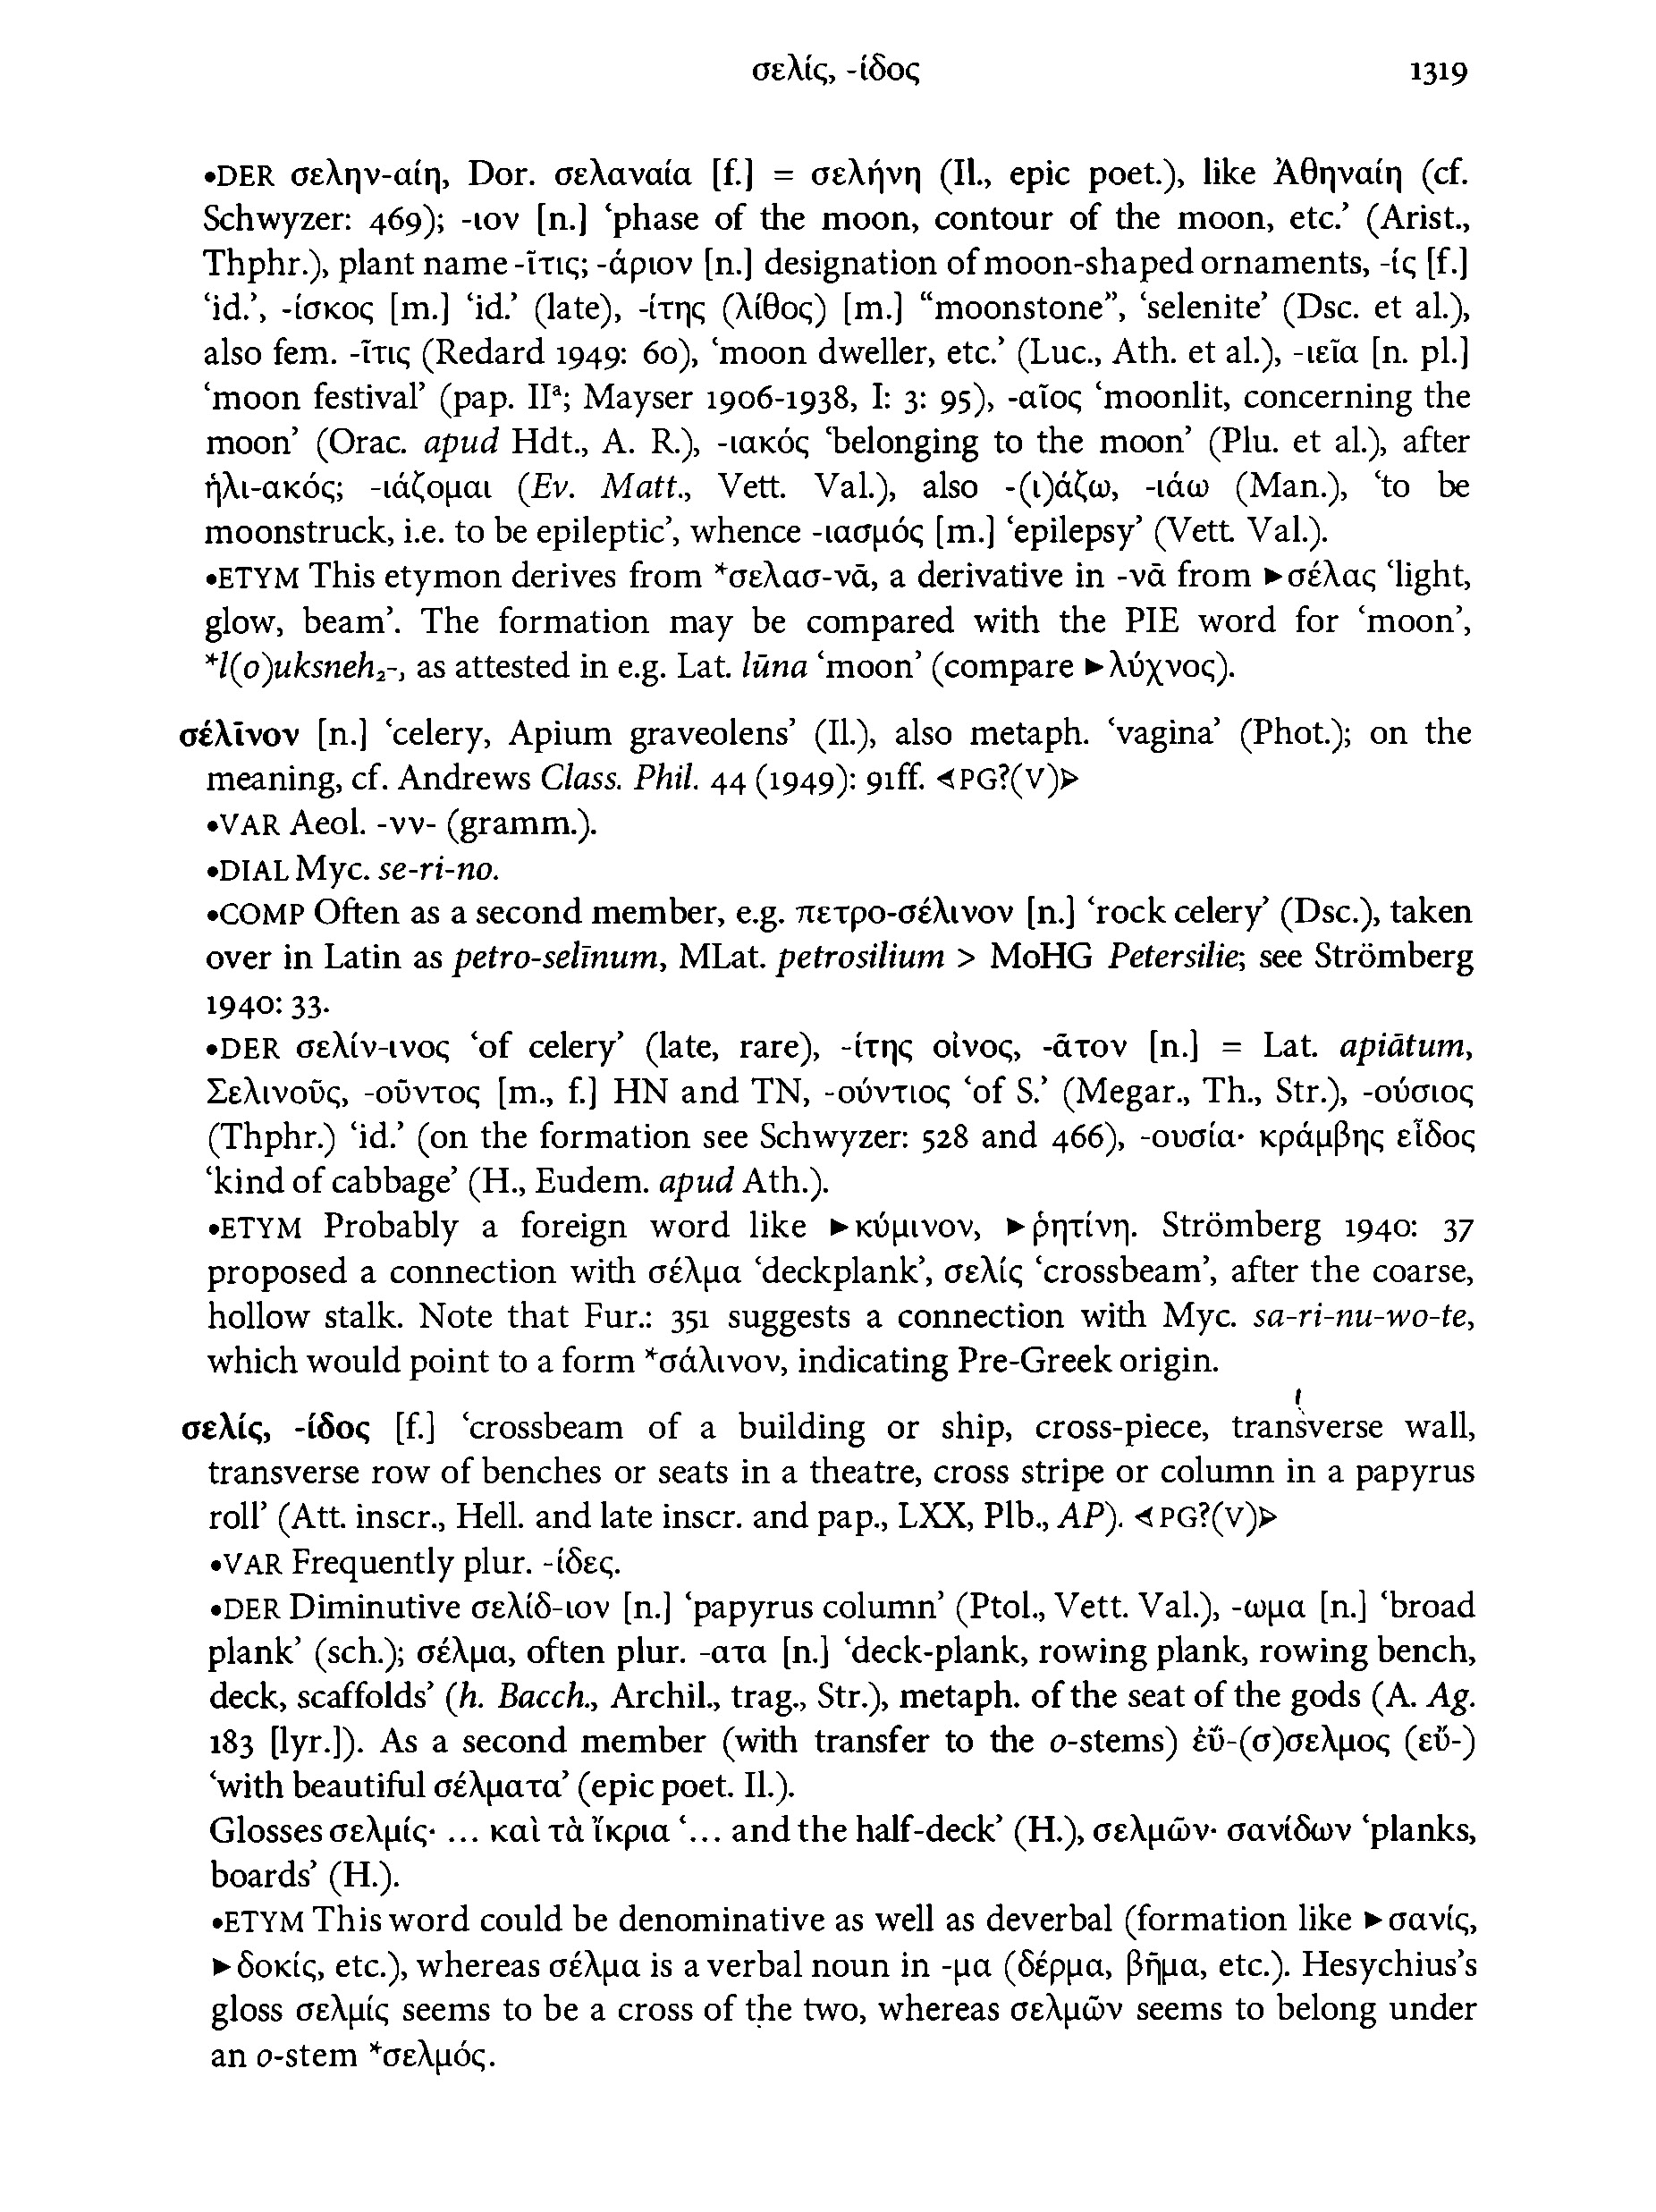 σελίς, -ίδος 1319
•DER σελην-αίη, Dor. σελαναία [f.] = σελήνη (Il., epic poet.), like Ἀθηναίη (cf.
Schwyzer: 469); -ιον [n.] ‘phase of the moon, contour of the moon, etc.’ (Arist.,
Thphr.), plant name -ῖτις; -άριον [n.] designation of moon-shaped ornaments, -ίς [f.]
‘id.’, -ίσκος [m.] ‘id.’ (late), -ίτης (λίθος) [m.] “moonstone”, ‘selenite’ (Dsc. et al.),
also fem. -ῖτις (Redard 1949: 60), ‘moon dweller, etc.’ (Luc., Ath. et al.), -ιεῖα [n. pl.]
‘moon festival’ (pap. IIª; Mayser 1906-1938, I: 3: 95), -αῖος ‘moonlit, concerning the
moon’ (Orac. apud Hdt., A. R.), -ιακός ‘belonging to the moon’ (Plu. et al.), after
ἡλι-ακός; -ιάζομαι (Ev. Matt., Vett. Val.), also -(ι)άζω, -ιάω (Man.), ‘to be
moonstruck, i.e. to be epileptic’, whence -ιασμός [m.] ‘epilepsy’ (Vett. Val.).
•ETYM This etymon derives from *σελασ-νᾱ, a derivative in -νᾱ from ►σέλας ‘light,
glow, beam’. The formation may be compared with the PIE word for ‘moon’,
*l(o)uksneh₂-, as attested in e.g. Lat. lūna ‘moon’ (compare ►λύχνος).
σέλῑνον [n.] ‘celery, Apium graveolens’ (Il.), also metaph. ‘vagina’ (Phot.); on the
meaning, cf. Andrews Class. Phil. 44 (1949): 91ff. ⊲PG?(V)⊳
•VAR Aeol. -νν- (gramm.).
•DIAL Myc. se-ri-no.
•COMP Often as a second member, e.g. πετρο-σέλινον [n.] ‘rock celery’ (Dsc.), taken
over in Latin as petro-selīnum, MLat. petrosilium > MoHG Petersilie; see Strömberg
1940: 33.
•DER σελίν-ινος ‘of celery’ (late, rare), -ίτης οἶνος, -ᾶτον [n.] = Lat. apiātum,
Σελινοῦς, -οῦντος [m., f.] HN and TN, -ούντιος ‘of S.’ (Megar., Th., Str.), -ούσιος
(Thphr.) ‘id.’ (on the formation see Schwyzer: 528 and 466), -ουσία· κράμβης εἶδος
‘kind of cabbage’ (H., Eudem. apud Ath.).
•ETYM Probably a foreign word like ►κύμινον, ►ῥητίνη. Strömberg 1940: 37
proposed a connection with σέλμα ‘deckplank’, σελίς ‘crossbeam’, after the coarse,
hollow stalk. Note that Fur.: 351 suggests a connection with Myc. sa-ri-nu-wo-te,
which would point to a form *σάλινον, indicating Pre-Greek origin.
σελίς, -ίδος [f.] ‘crossbeam of a building or ship, cross-piece, transverse wall,
transverse row of benches or seats in a theatre, cross stripe or column in a papyrus
roll’ (Att. inscr., Hell. and late inscr. and pap., LXX, Plb., AP). ⊲PG?(V)⊳
•VAR Frequently plur. -ίδες.
•DER Diminutive σελίδ-ιον [n.] ‘papyrus column’ (Ptol., Vett. Val.), -ωμα [n.] ‘broad
plank’ (sch.); σέλμα, often plur. -ατα [n.] ‘deck-plank, rowing plank, rowing bench,
deck, scaffolds’ (h. Bacch., Archil., trag., Str.), metaph. of the seat of the gods (A. Ag.
183 [lyr.]). As a second member (with transfer to the o-stems) ἐΰ-(σ)σελμος (εὔ-)
‘with beautiful σέλματα’ (epic poet. Il.).
Glosses σελμίς· ... καὶ τὰ ἴκρια ‘... and the half-deck’ (H.), σελμῶν· σανίδων ‘planks,
boards’ (H.).
•ETYM This word could be denominative as well as deverbal (formation like ►σανίς,
►δοκίς, etc.), whereas σέλμα is a verbal noun in -μα (δέρμα, βῆμα, etc.). Hesychius’s
gloss σελμίς seems to be a cross of the two, whereas σελμῶν seems to belong under
an o-stem *σελμός.